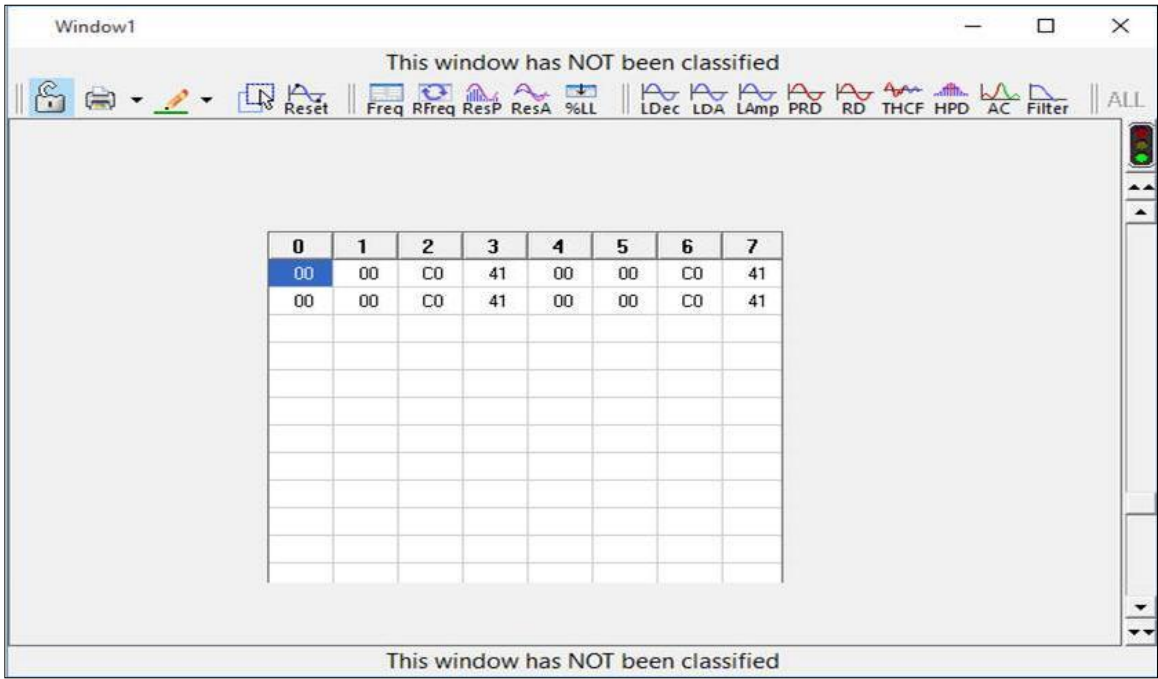 Window1
This window has NOT been classified
Reset Freq RFreq ResP ResA %LL LDec LDA LAmp PRD RD THCF HPD AC Filter ALL
0 1 2 3 4 5 6 7
00 00 C0 41 00 00 C0 41
00 00 C0 41 00 00 C0 41
This window has NOT been classified